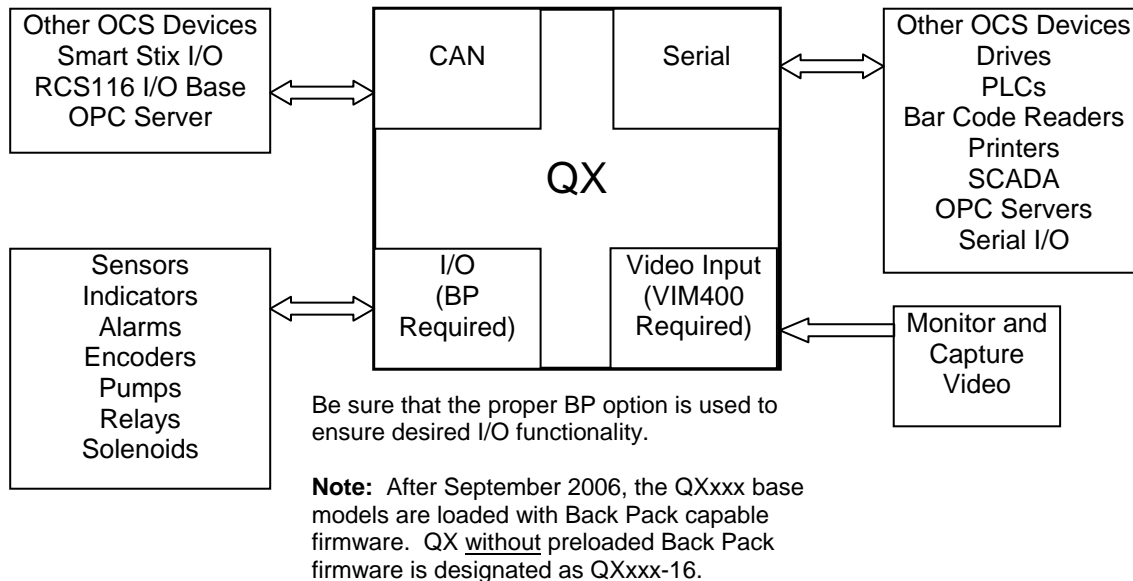 Other OCS Devices
Smart Stix I/O
RCS116 I/O Base
OPC Server
CAN
Serial
Other OCS Devices
Drives
PLCs
Bar Code Readers
Printers
SCADA
OPC Servers
Serial I/O
QX
Sensors
Indicators
Alarms
Encoders
Pumps
Relays
Solenoids
I/O
(BP
Required)
Video Input
(VIM400
Required)
Monitor and
Capture
Video
Be sure that the proper BP option is used to
ensure desired I/O functionality.
Note: After September 2006, the QXxxx base
models are loaded with Back Pack capable
firmware. QX without preloaded Back Pack
firmware is designated as QXxxx-16.